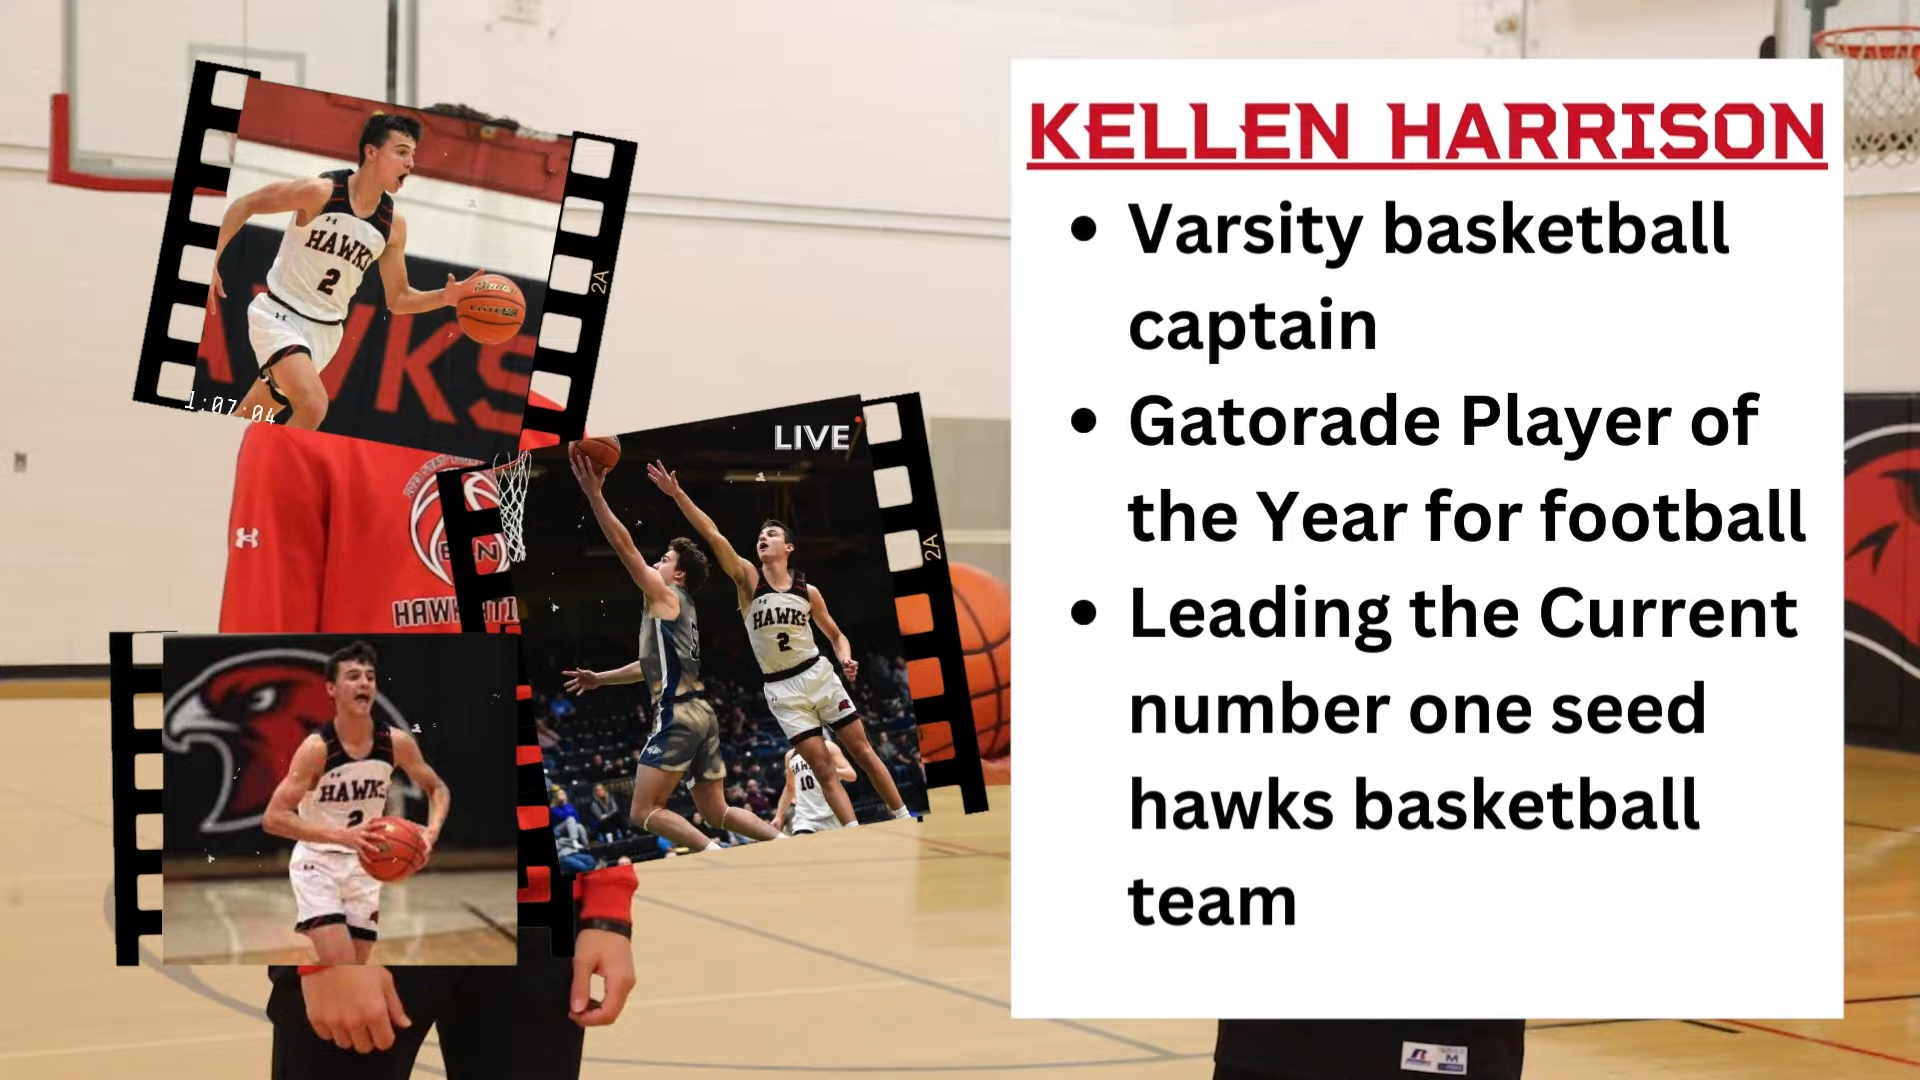 KELLEN HARRISON
• Varsity basketball
captain
• Gatorade Player of
the Year for football
• Leading the Current
number one seed
hawks basketball
team
HAWKS
2
2A
1:07:04
LIVE
2A
HAWKS
2
10
HAWKS
2
M